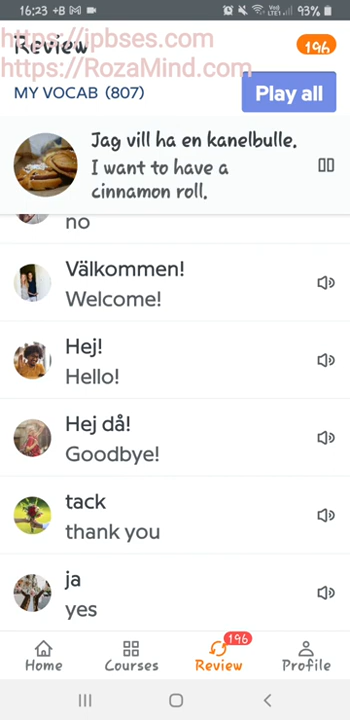 16:23 +B M 93%
https://jpbses.com
Review 196
https://RozaMind.com
MY VOCAB (807) Play all
Jag vill ha en kanelbulle.
I want to have a
cinnamon roll.
no
Välkommen!
Welcome!
Hej!
Hello!
Hej då!
Goodbye!
tack
thank you
ja
yes
196
Home Courses Review Profile